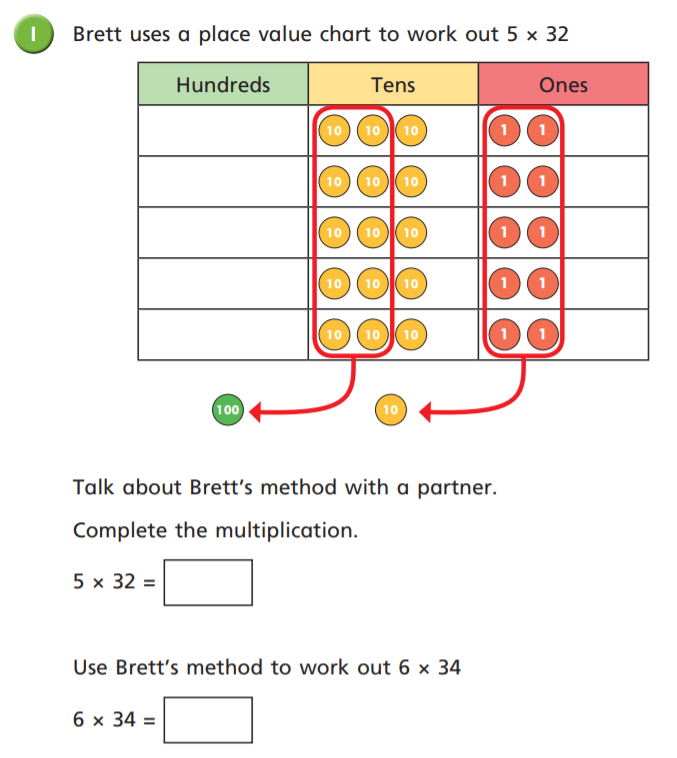 1 Brett uses a place value chart to work out 5 × 32
Hundreds Tens Ones
10 10 10 1 1
10 10 10 1 1
10 10 10 1 1
10 10 10 1 1
10 10 10 1 1
100 10
Talk about Brett’s method with a partner.
Complete the multiplication.
5 × 32 =
Use Brett’s method to work out 6 × 34
6 × 34 =